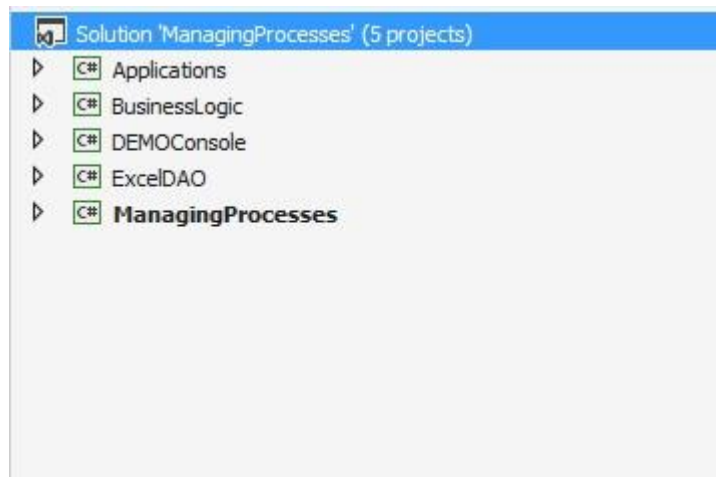 Solution 'ManagingProcesses' (5 projects)
C# Applications
C# BusinessLogic
C# DEMOConsole
C# ExcelDAO
C# ManagingProcesses